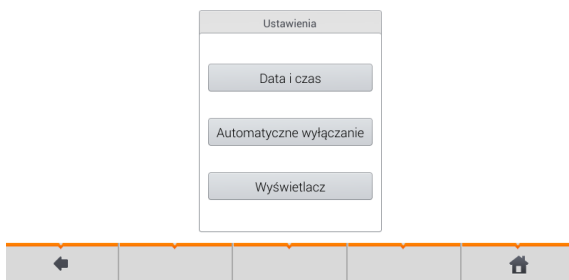 Ustawienia
Data i czas
Automatyczne wyłączanie
Wyświetlacz